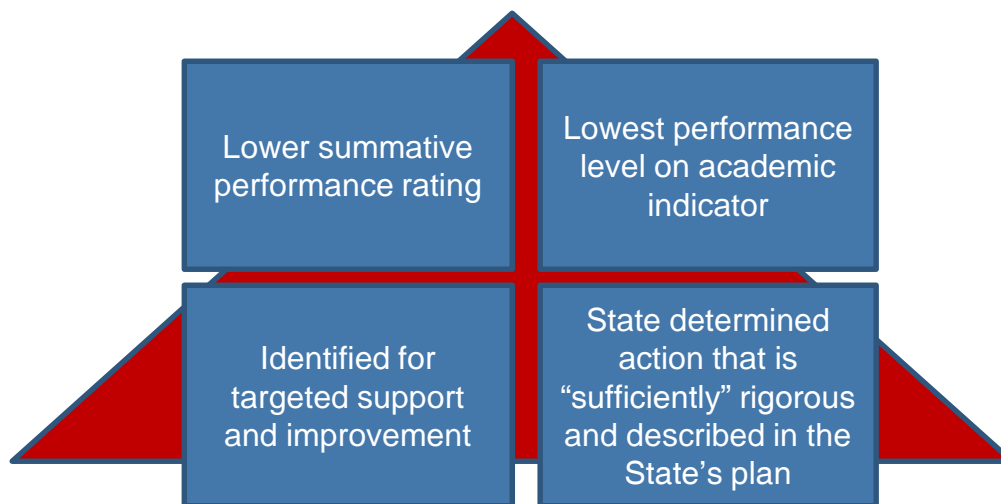 Lower summative
performance rating
Lowest performance
level on academic
indicator
Identified for
targeted support
and improvement
State determined
action that is
“sufficiently” rigorous
and described in the
State’s plan